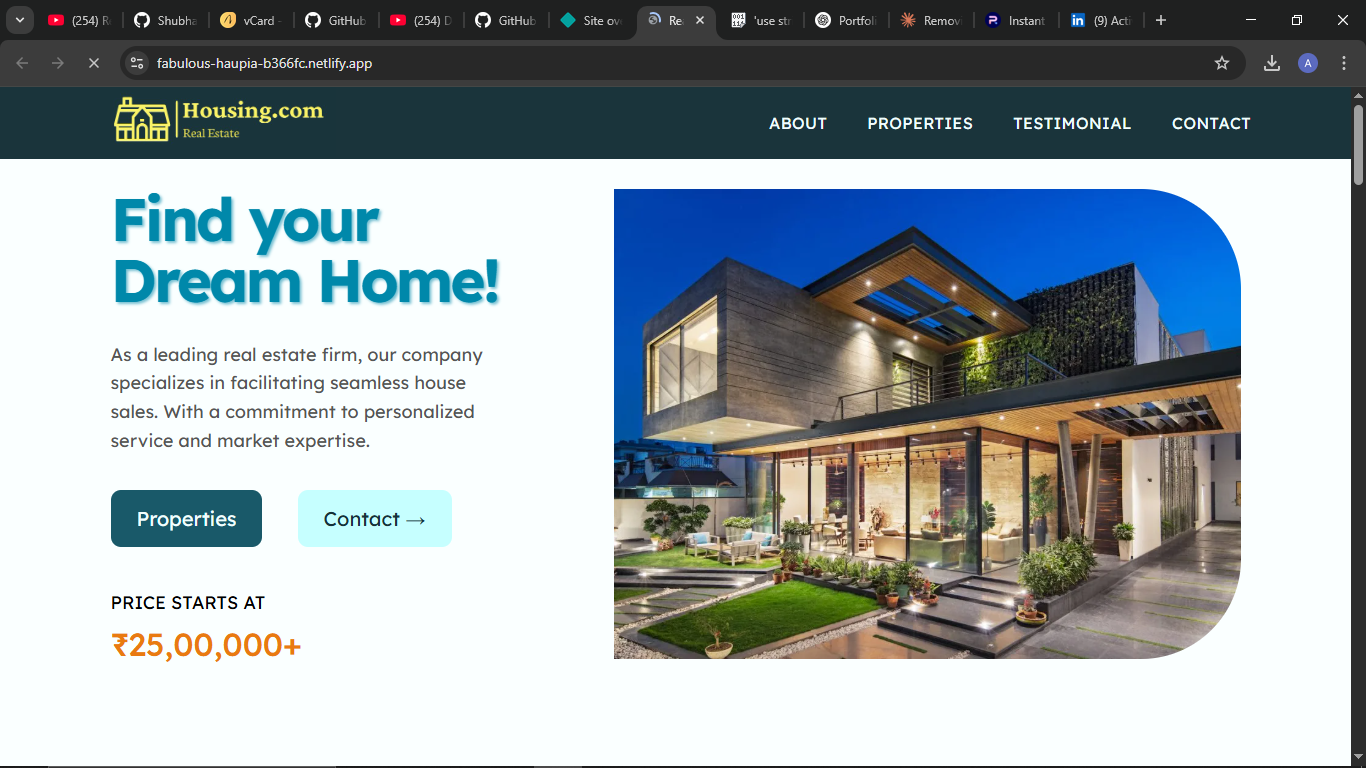 (254) R
Shubha
vCard -
GitHub
(254) D
GitHub
Site ov
Rea
'use str
Portfoli
Removi
Instant
(9) Acti
fabulous-haupia-b366fc.netlify.app
A
Housing.com
Real Estate
ABOUT PROPERTIES TESTIMONIAL CONTACT
Find your
Dream Home!
As a leading real estate firm, our company
specializes in facilitating seamless house
sales. With a commitment to personalized
service and market expertise.
Properties Contact →
PRICE STARTS AT
₹25,00,000+